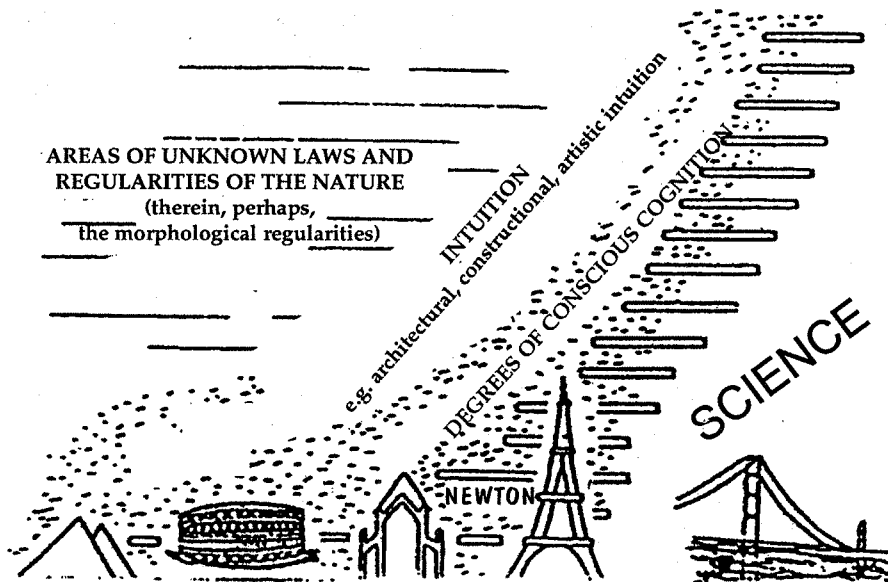 AREAS OF UNKNOWN LAWS AND
REGULARITIES OF THE NATURE
(therein, perhaps,
the morphological regularities)
INTUITION
e.g. architectural, constructional, artistic intuition
DEGREES OF CONSCIOUS COGNITION
SCIENCE
NEWTON